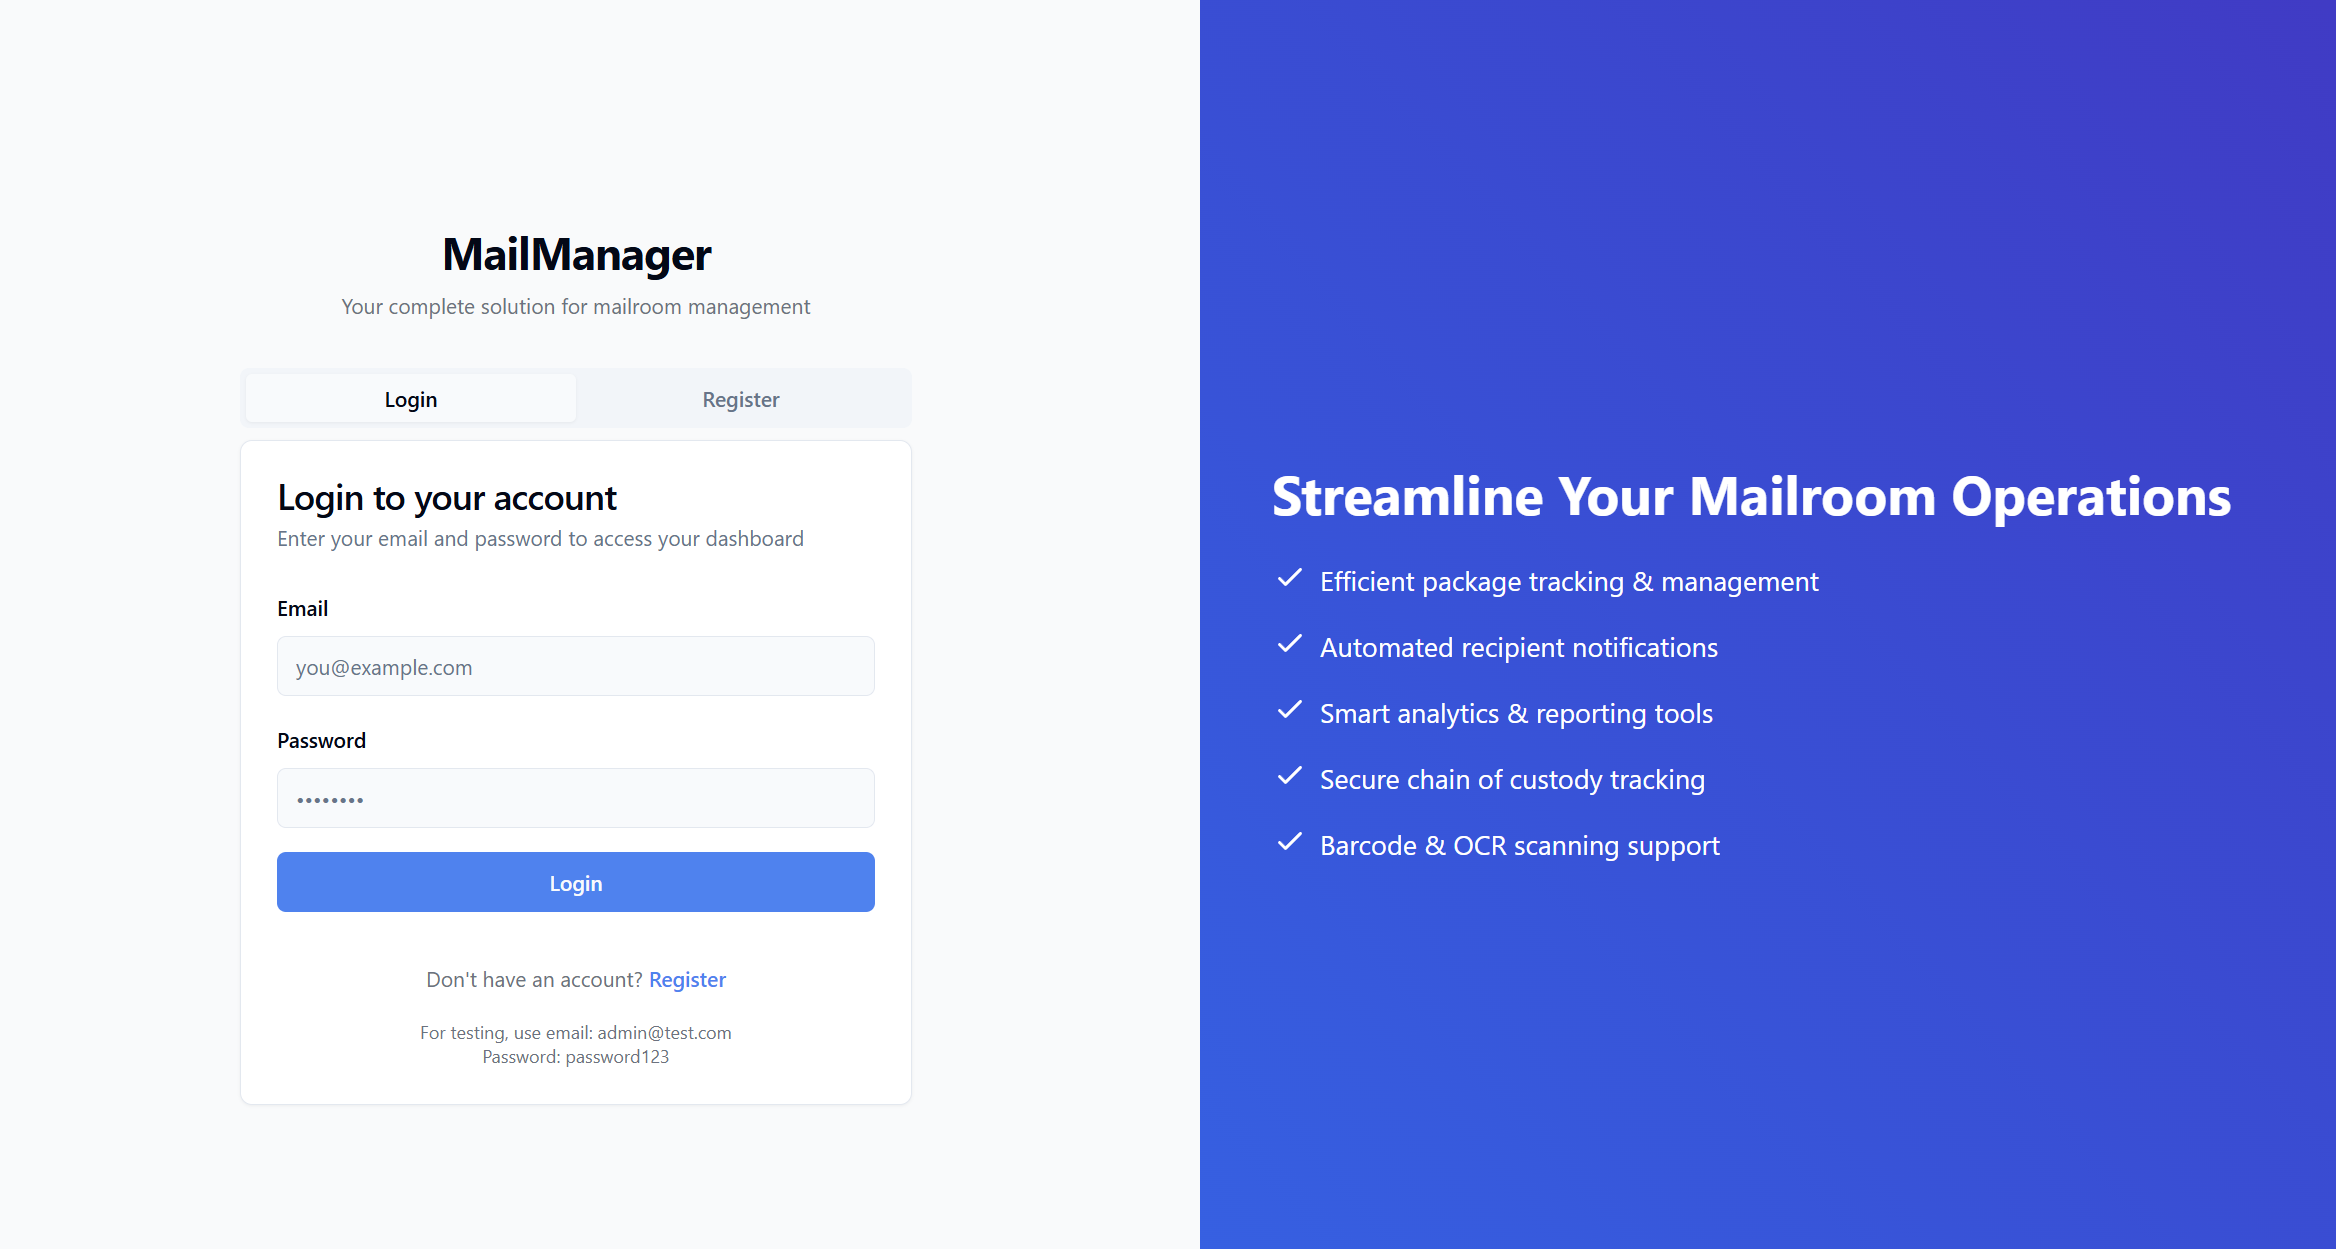 MailManager
Your complete solution for mailroom management
Login
Register
Login to your account
Enter your email and password to access your dashboard
Email
you@example.com
Password
••••••••
Login
Don't have an account? Register
For testing, use email: admin@test.com
Password: password123
Streamline Your Mailroom Operations
Efficient package tracking & management
Automated recipient notifications
Smart analytics & reporting tools
Secure chain of custody tracking
Barcode & OCR scanning support